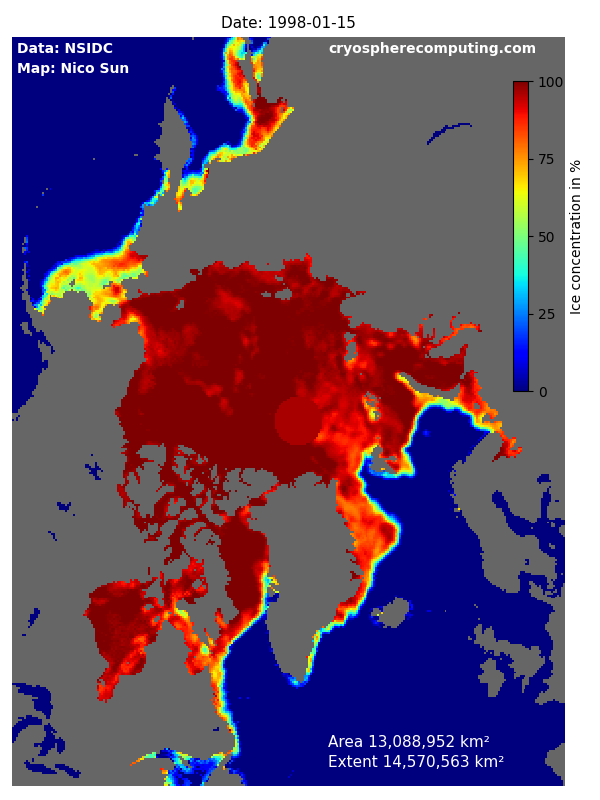 Date: 1998-01-15
Data: NSIDC
Map: Nico Sun
cryospherecomputing.com
100
75
50
25
0
Ice concentration in %
Area 13,088,952 km²
Extent 14,570,563 km²